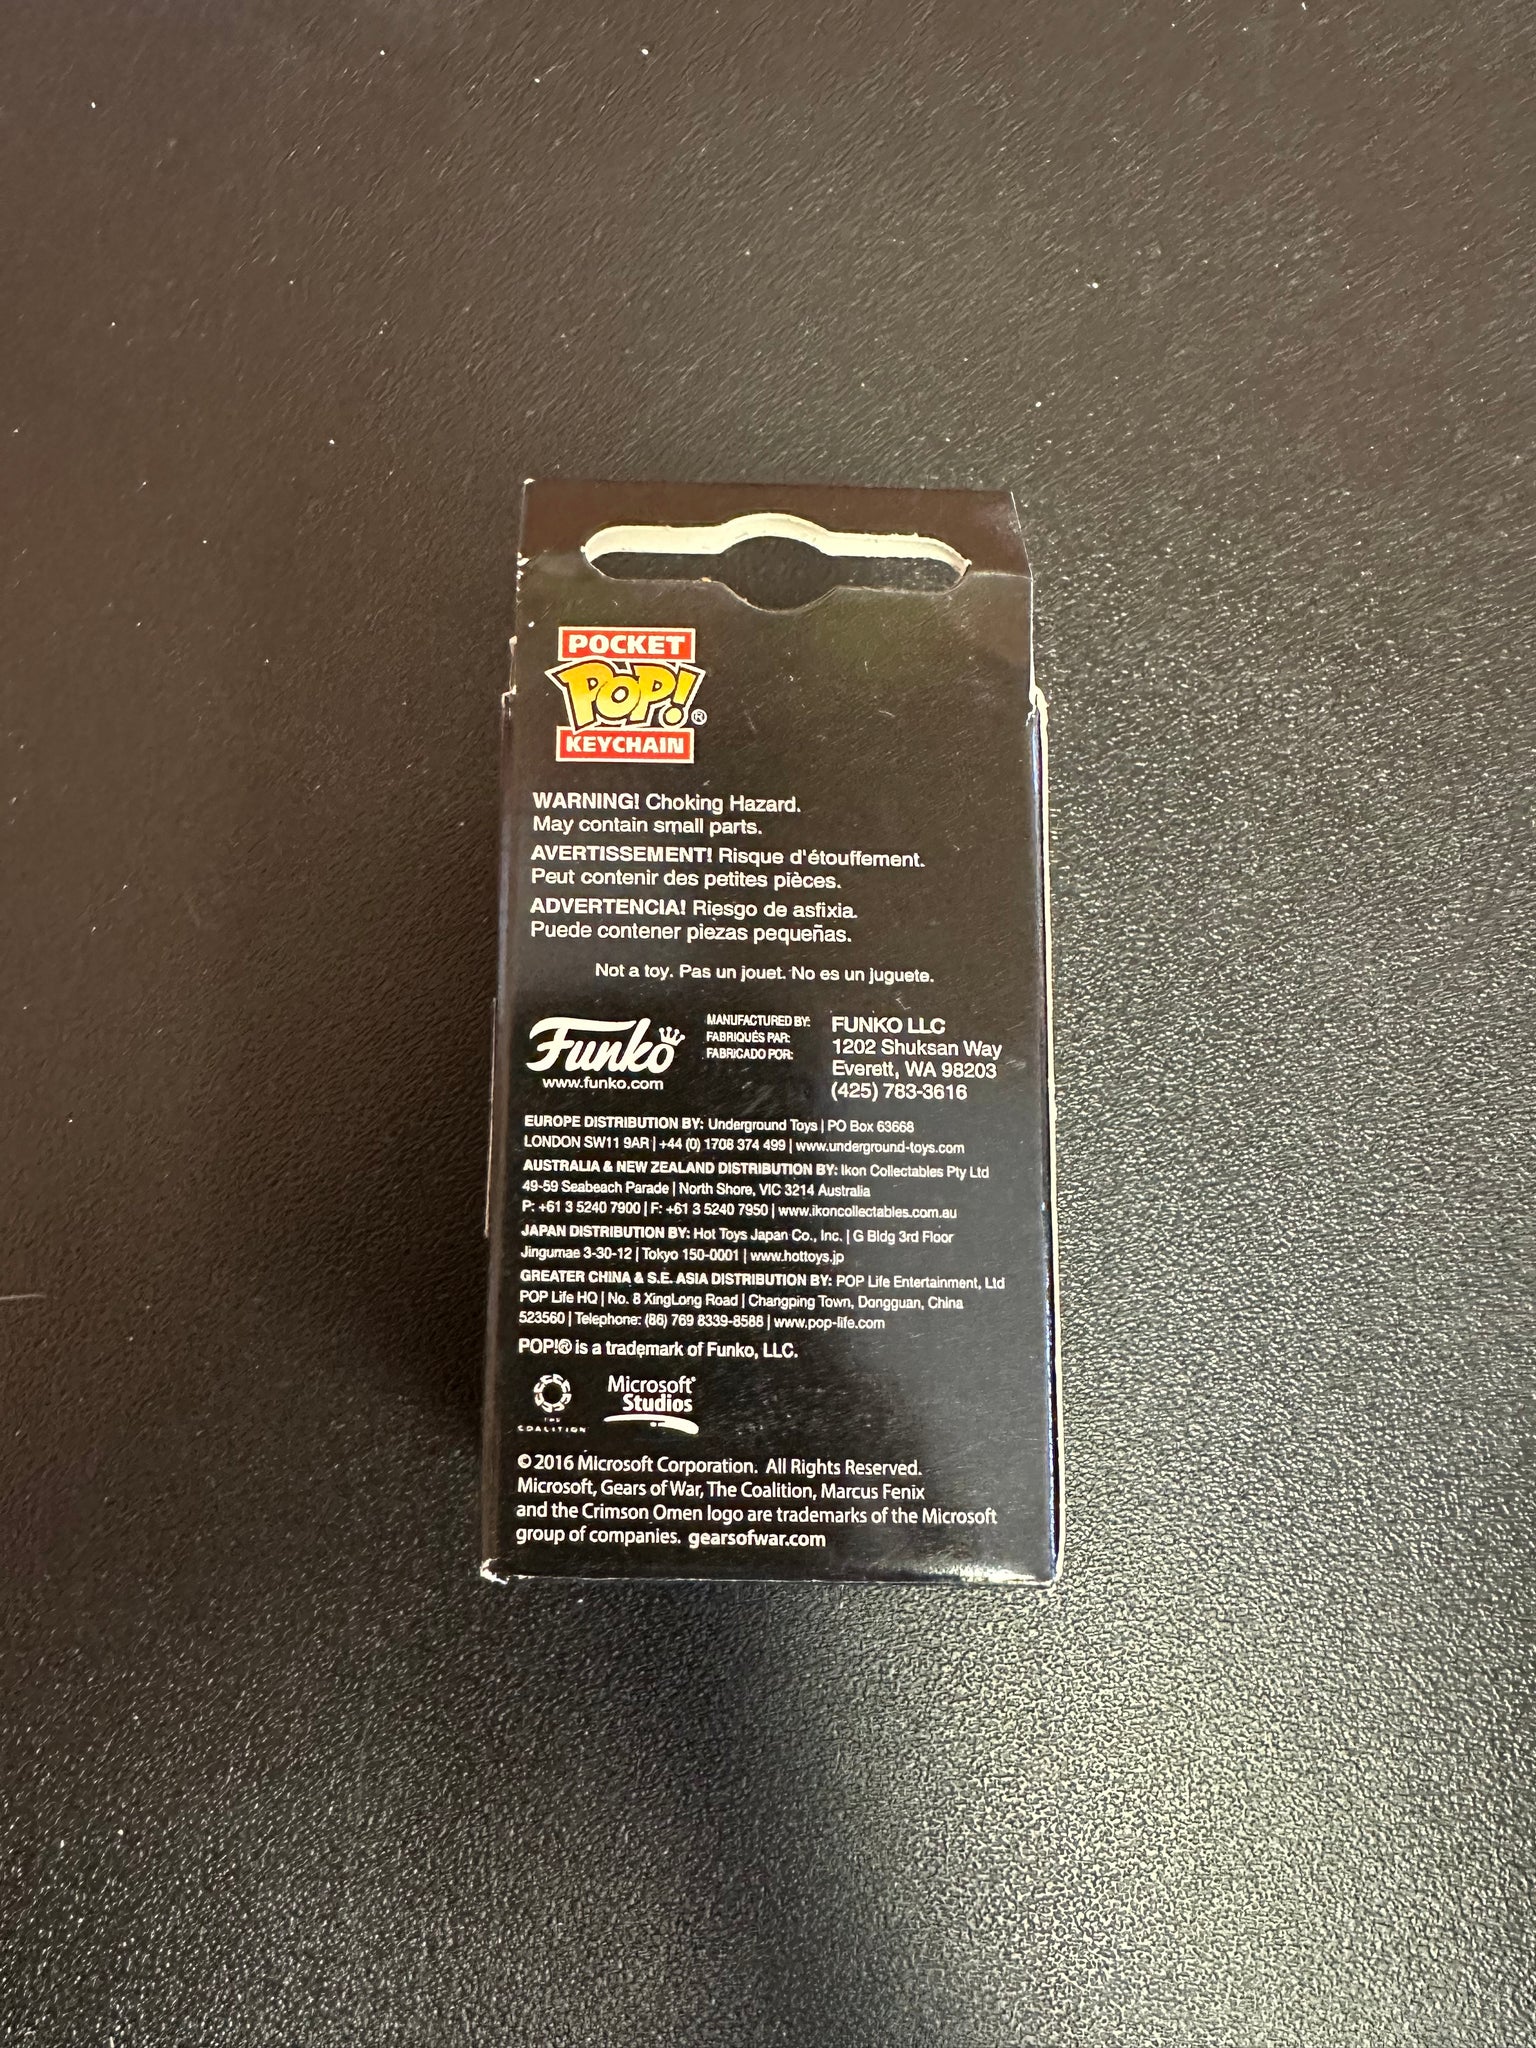 POCKET
POP!®
KEYCHAIN
WARNING! Choking Hazard.
May contain small parts.
AVERTISSEMENT! Risque d'étouffement.
Peut contenir des petites pièces.
ADVERTENCIA! Riesgo de asfixia.
Puede contener piezas pequeñas.
Not a toy. Pas un jouet. No es un juguete.
Funko
www.funko.com
MANUFACTURED BY:
FABRIQUÉS PAR:
FABRICADO POR:
FUNKO LLC
1202 Shuksan Way
Everett, WA 98203
(425) 783-3616
EUROPE DISTRIBUTION BY: Underground Toys | PO Box 63668
LONDON SW11 9AR | +44 (0) 1708 374 499 | www.underground-toys.com
AUSTRALIA & NEW ZEALAND DISTRIBUTION BY: Ikon Collectables Pty Ltd
49-59 Seabeach Parade | North Shore, VIC 3214 Australia
P: +61 3 5240 7900 | F: +61 3 5240 7950 | www.ikoncollectables.com.au
JAPAN DISTRIBUTION BY: Hot Toys Japan Co., Inc. | G Bldg 3rd Floor
Jingumae 3-30-12 | Tokyo 150-0001 | www.hottoys.jp
GREATER CHINA & S.E. ASIA DISTRIBUTION BY: POP Life Entertainment, Ltd
POP Life HQ | No. 8 XingLong Road | Changping Town, Dongguan, China
523560 | Telephone: (86) 769 8339-8588 | www.pop-life.com
POP!® is a trademark of Funko, LLC.
THE
COALITION
Microsoft®
Studios
© 2016 Microsoft Corporation. All Rights Reserved.
Microsoft, Gears of War, The Coalition, Marcus Fenix
and the Crimson Omen logo are trademarks of the Microsoft
group of companies. gearsofwar.com